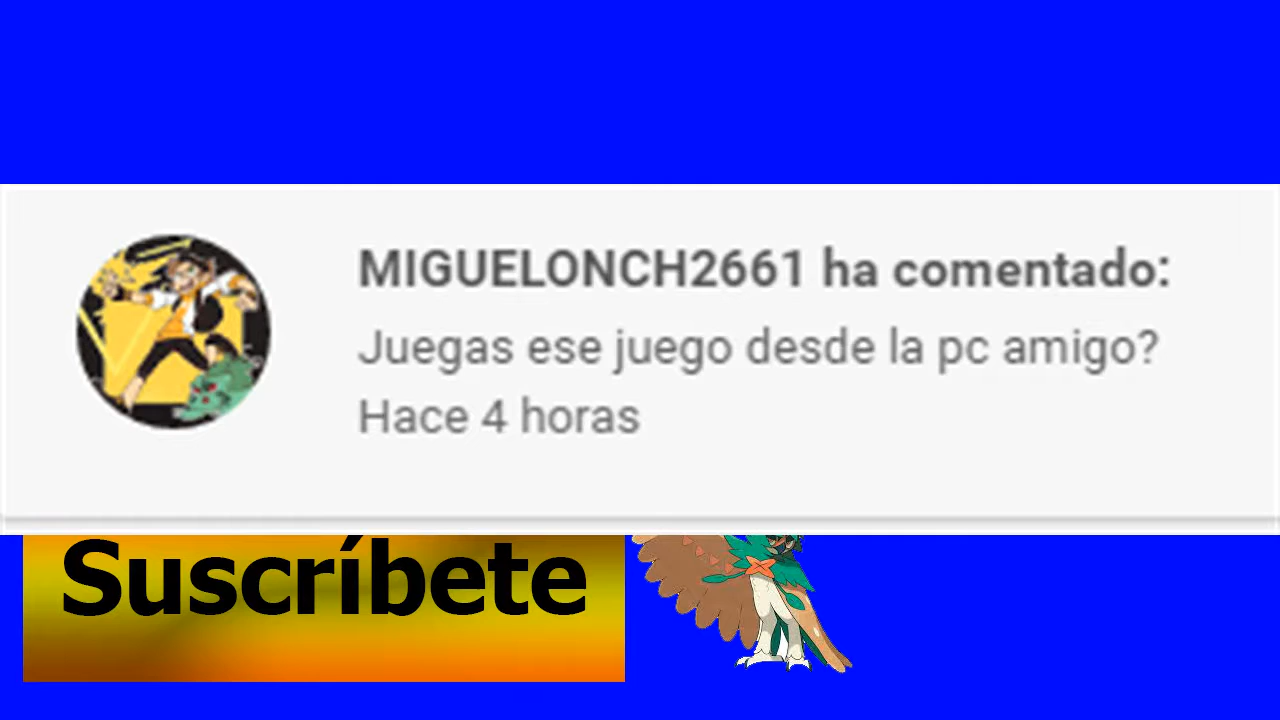 MIGUELONCH2661 ha comentado:
Juegas ese juego desde la pc amigo?
Hace 4 horas
Suscríbete